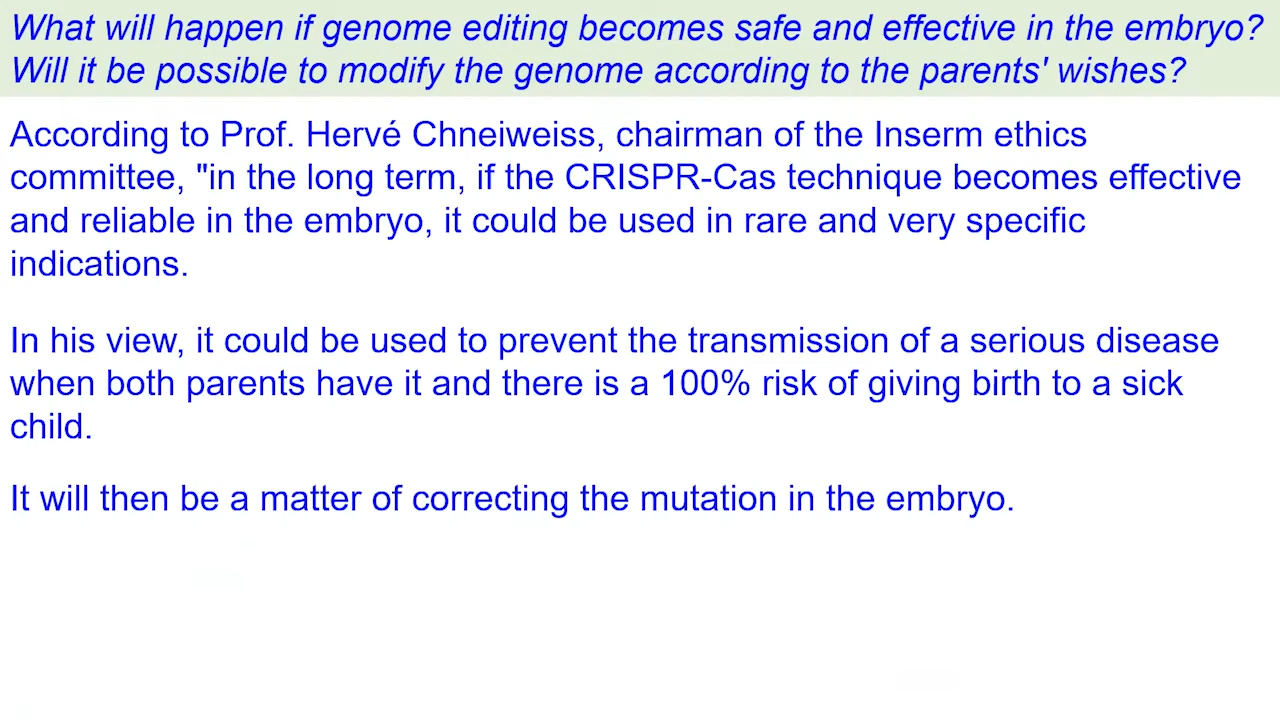 What will happen if genome editing becomes safe and effective in the embryo?
Will it be possible to modify the genome according to the parents' wishes?
According to Prof. Hervé Chneiweiss, chairman of the Inserm ethics
committee, "in the long term, if the CRISPR-Cas technique becomes effective
and reliable in the embryo, it could be used in rare and very specific
indications.
In his view, it could be used to prevent the transmission of a serious disease
when both parents have it and there is a 100% risk of giving birth to a sick
child.
It will then be a matter of correcting the mutation in the embryo.